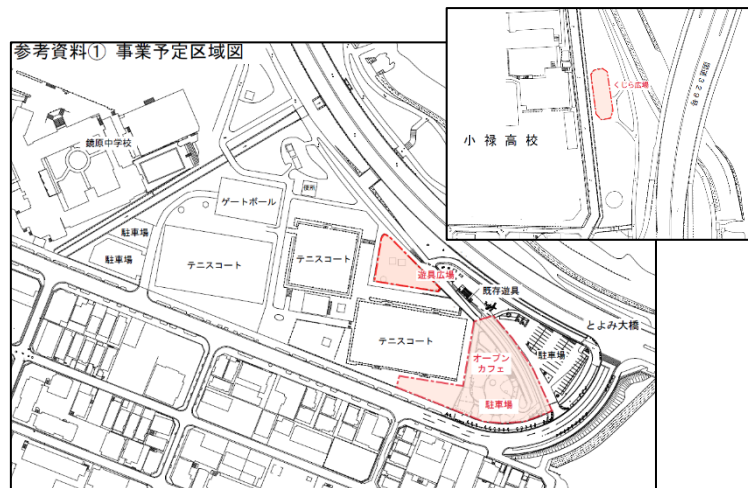 参考資料① 事業予定区域図
くじら広場
国道329号
小禄高校
鏡原中学校
便所
ゲートボール
駐車場
駐車場
テニスコート
テニスコート
遊具広場
既存遊具
とよみ大橋
テニスコート
オープン
カフェ
駐車場
駐車場